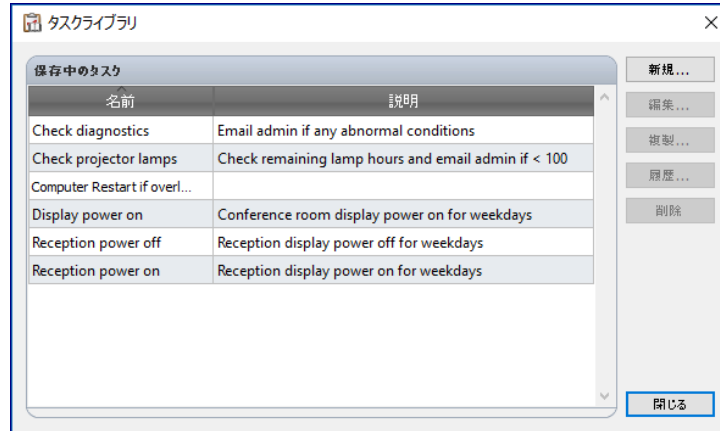 タスクライブラリ
保存中のタスク
名前 説明
Check diagnostics Email admin if any abnormal conditions
Check projector lamps Check remaining lamp hours and email admin if < 100
Computer Restart if overl...
Display power on Conference room display power on for weekdays
Reception power off Reception display power off for weekdays
Reception power on Reception display power on for weekdays
新規...
編集...
複製...
履歴...
削除
閉じる